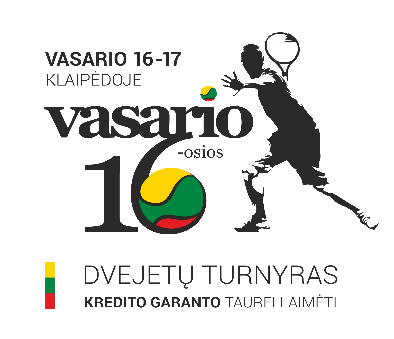 VASARIO 16-17
KLAIPĖDOJE
vasario
16
-osios
DVEJETŲ TURNYRAS
KREDITO GARANTO TAUREI LAIMĖTI